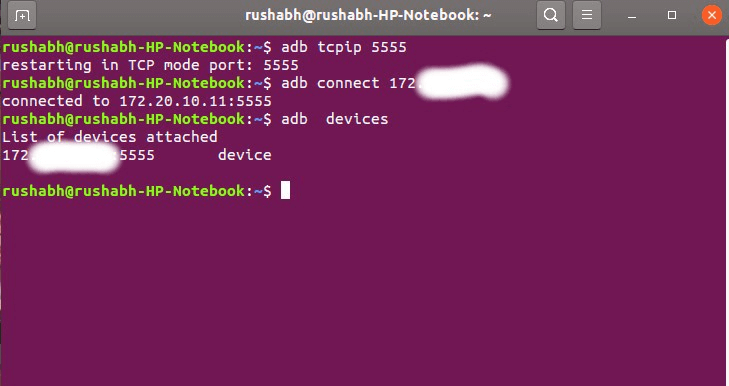 rushabh@rushabh-HP-Notebook: ~
rushabh@rushabh-HP-Notebook:~$ adb tcpip 5555
restarting in TCP mode port: 5555
rushabh@rushabh-HP-Notebook:~$ adb connect 172.
connected to 172.20.10.11:5555
rushabh@rushabh-HP-Notebook:~$ adb  devices
List of devices attached
172 :5555 device
rushabh@rushabh-HP-Notebook:~$